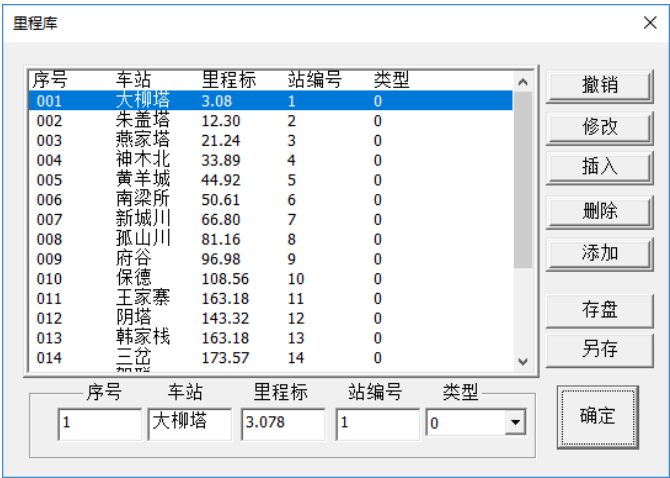 里程库
序号 车站 里程标 站编号 类型
001 大柳塔 3.08 1 0
002 朱盖塔 12.30 2 0
003 燕家塔 21.24 3 0
004 神木北 33.89 4 0
005 黄羊城 44.92 5 0
006 南梁所 50.61 6 0
007 新城川 66.80 7 0
008 孤山川 81.16 8 0
009 府谷 96.98 9 0
010 保德 108.56 10 0
011 王家寨 163.18 11 0
012 阴塔 143.32 12 0
013 韩家栈 163.18 13 0
014 三岔 173.57 14 0
撤销
修改
插入
删除
添加
存盘
另存
序号 车站 里程标 站编号 类型
1 大柳塔 3.078 1 0
确定